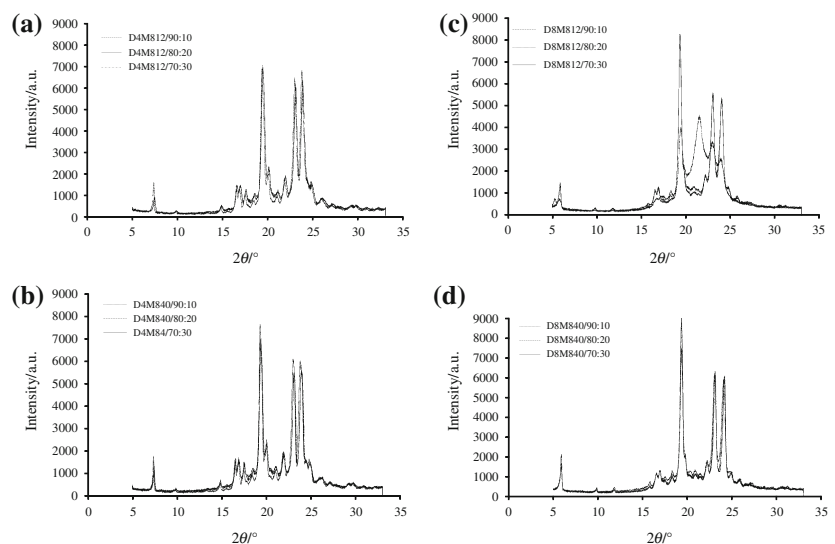 (a)
D4M812/90:10
D4M812/80:20
D4M812/70:30
Intensity/a.u.
9000
8000
7000
6000
5000
4000
3000
2000
1000
0
0 5 10 15 20 25 30 35
2θ/°
(b)
D4M840/90:10
D4M840/80:20
D4M84/70:30
Intensity/a.u.
9000
8000
7000
6000
5000
4000
3000
2000
1000
0
0 5 10 15 20 25 30 35
2θ/°
(c)
D8M812/90:10
D8M812/80:20
D8M812/70:30
Intensity/a.u.
9000
8000
7000
6000
5000
4000
3000
2000
1000
0
0 5 10 15 20 25 30 35
2θ/°
(d)
D8M840/90:10
D8M840/80:20
D8M840/70:30
Intensity/a.u.
9000
8000
7000
6000
5000
4000
3000
2000
1000
0
0 5 10 15 20 25 30 35
2θ/°